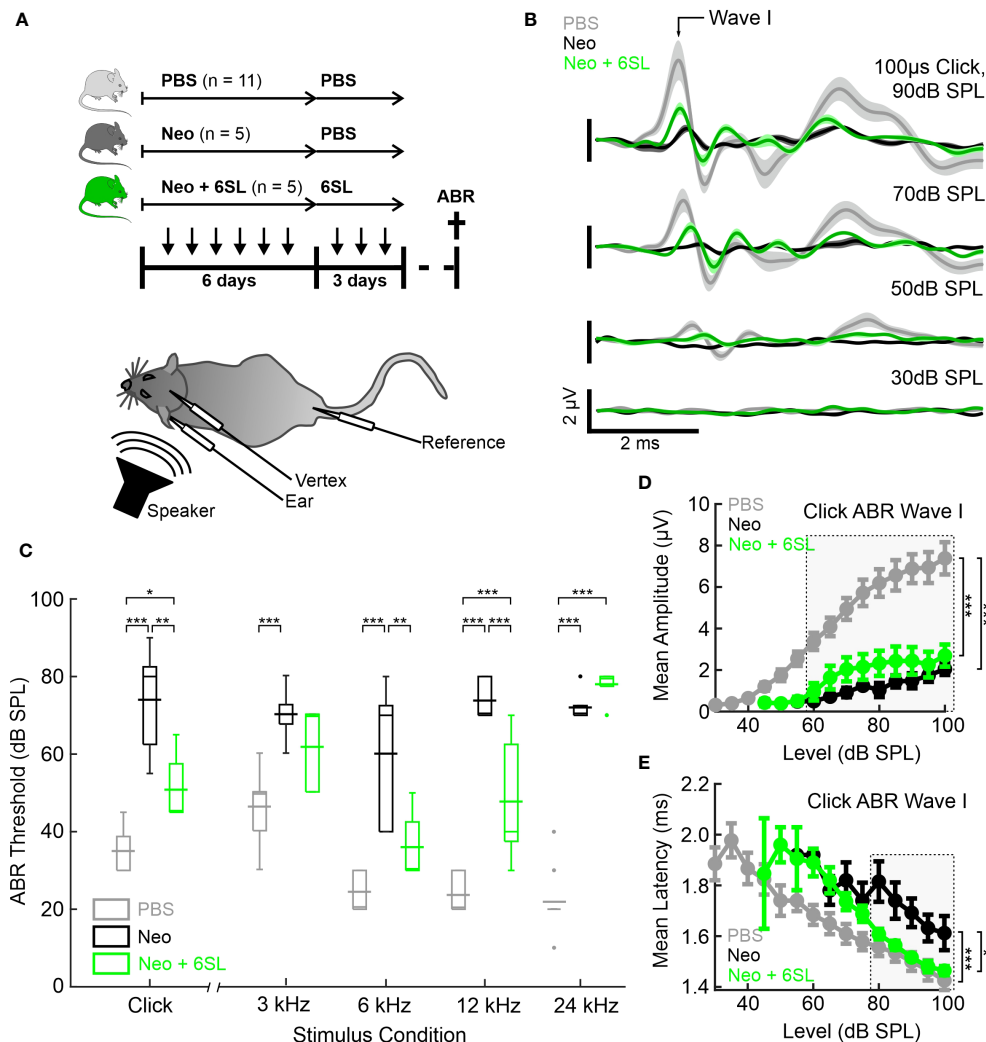 A
PBS (n = 11) PBS
Neo (n = 5) PBS
Neo + 6SL (n = 5) 6SL
ABR
6 days 3 days
Reference
Vertex
Ear
Speaker
B
PBS
Neo
Neo + 6SL
Wave I
100µs Click,
90dB SPL
70dB SPL
50dB SPL
30dB SPL
2 µV
2 ms
C
ABR Threshold (dB SPL)
100
80
60
40
20
0
* *** **
***
*** **
*** *** ***
*** ***
PBS
Neo
Neo + 6SL
Click 3 kHz 6 kHz 12 kHz 24 kHz
Stimulus Condition
D
Mean Amplitude (µV)
10
8
6
4
2
0
PBS
Neo
Neo + 6SL
Click ABR Wave I
***
40 60 80 100
Level (dB SPL)
E
Mean Latency (ms)
2.2
2.0
1.8
1.6
1.4
Click ABR Wave I
PBS
Neo
Neo + 6SL
***
40 60 80 100
Level (dB SPL)